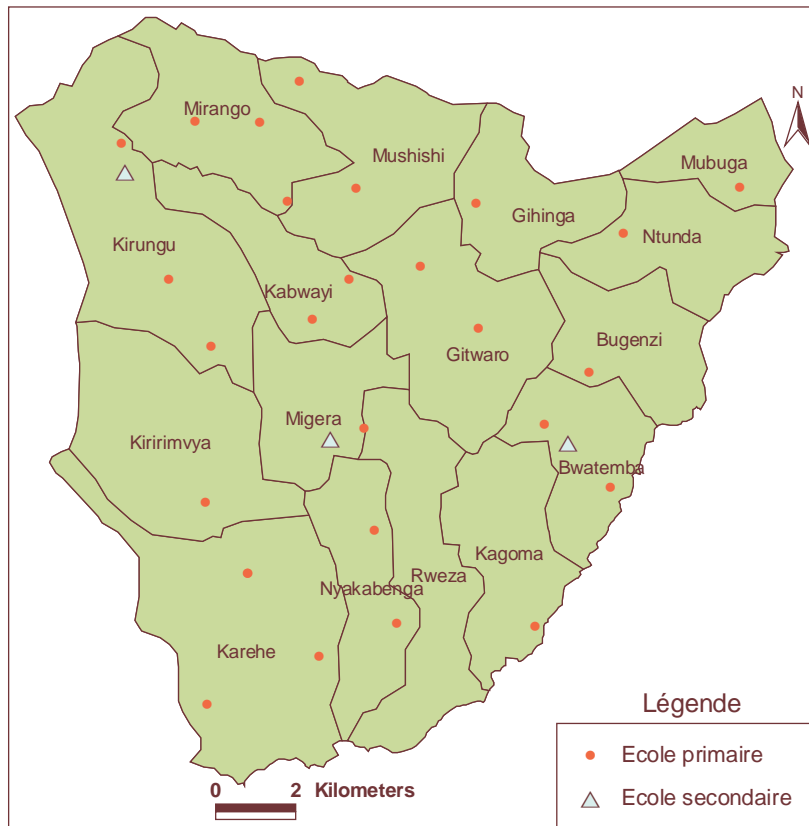 N
Mirango
Mushishi
Mubuga
Gihinga
Ntunda
Kirungu
Kabwayi
Bugenzi
Gitwaro
Migera
Kiririmvya
Bwatemba
Kagoma
Rweza
Nyakabenga
Karehe
Légende
Ecole primaire
Ecole secondaire
0 2 Kilometers